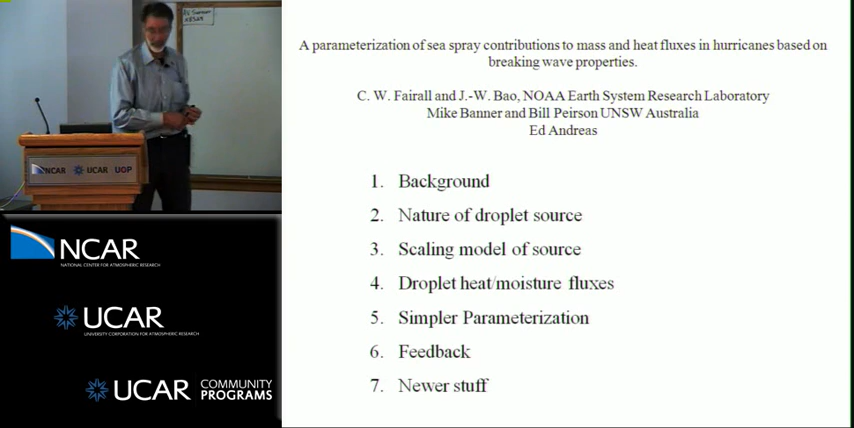 A parameterization of sea spray contributions to mass and heat fluxes in hurricanes based on
breaking wave properties.
C. W. Fairall and J.-W. Bao, NOAA Earth System Research Laboratory
Mike Banner and Bill Peirson UNSW Australia
Ed Andreas
1. Background
2. Nature of droplet source
3. Scaling model of source
4. Droplet heat/moisture fluxes
5. Simpler Parameterization
6. Feedback
7. Newer stuff
NCAR UCAR UOP
NCAR
NATIONAL CENTER FOR ATMOSPHERIC RESEARCH
UCAR
UNIVERSITY CORPORATION FOR ATMOSPHERIC RESEARCH
UCAR COMMUNITY
PROGRAMS